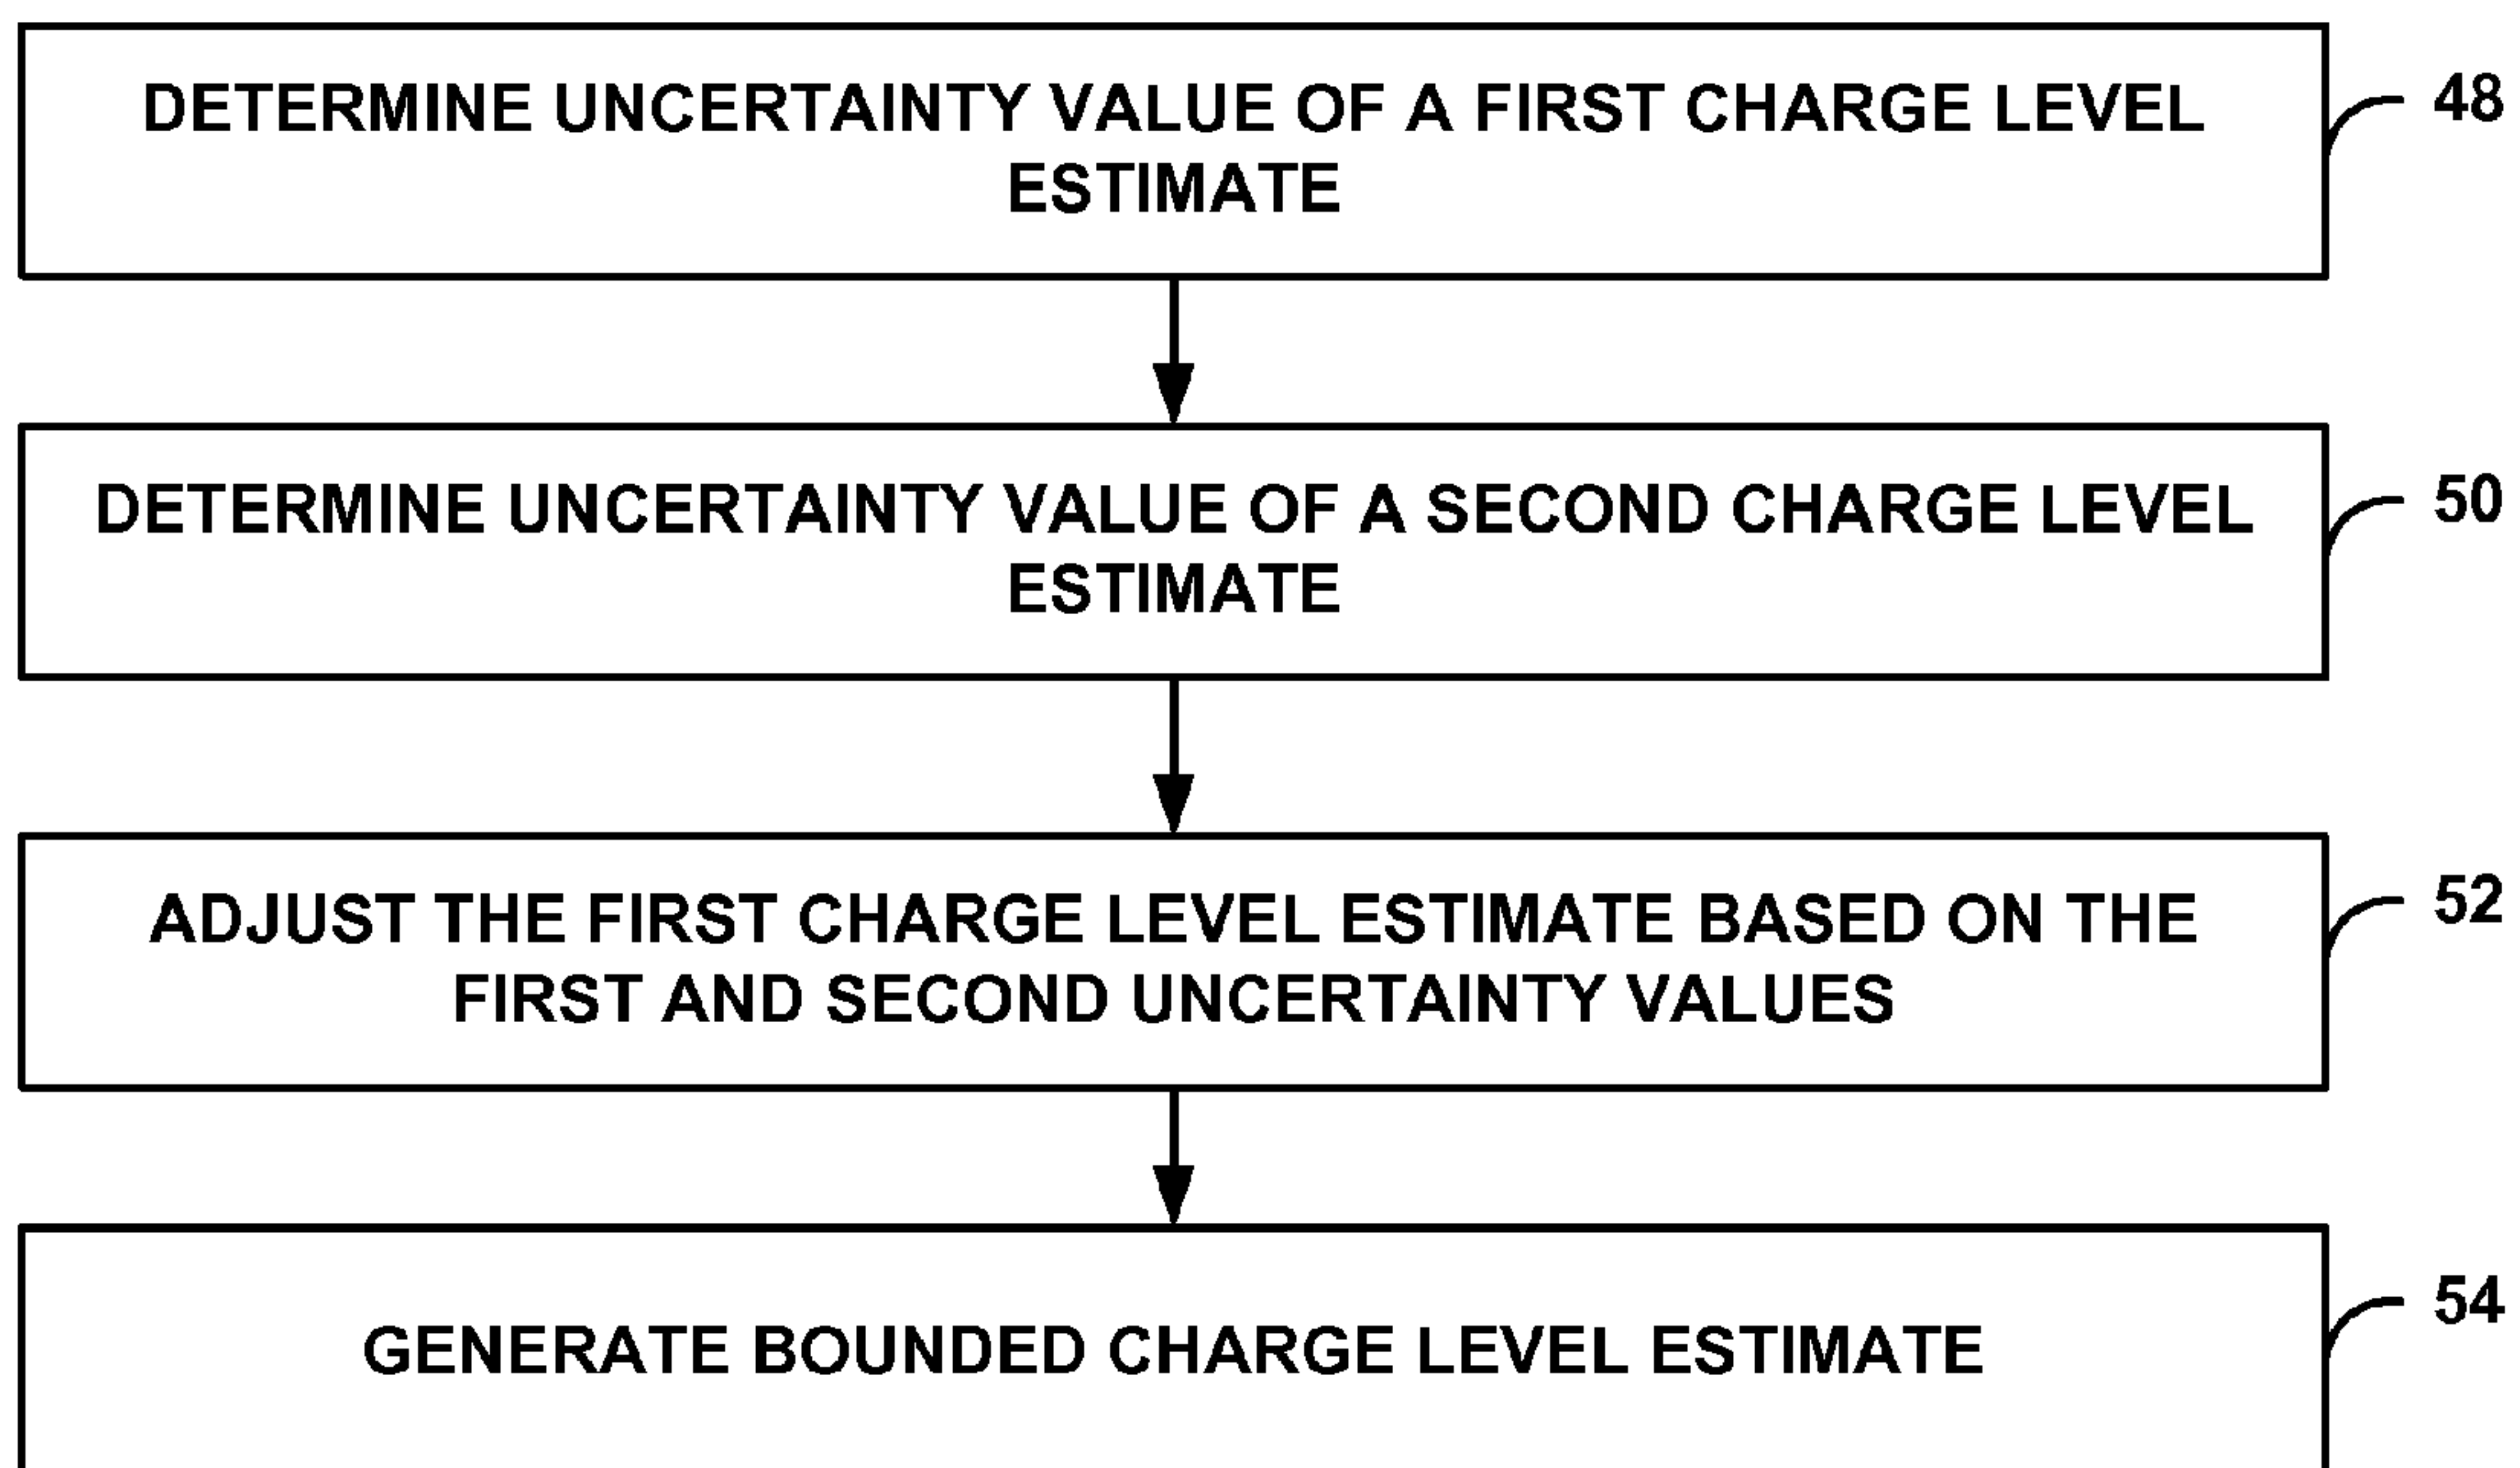 DETERMINE UNCERTAINTY VALUE OF A FIRST CHARGE LEVEL
ESTIMATE
48
DETERMINE UNCERTAINTY VALUE OF A SECOND CHARGE LEVEL
ESTIMATE
50
ADJUST THE FIRST CHARGE LEVEL ESTIMATE BASED ON THE
FIRST AND SECOND UNCERTAINTY VALUES
52
GENERATE BOUNDED CHARGE LEVEL ESTIMATE
54